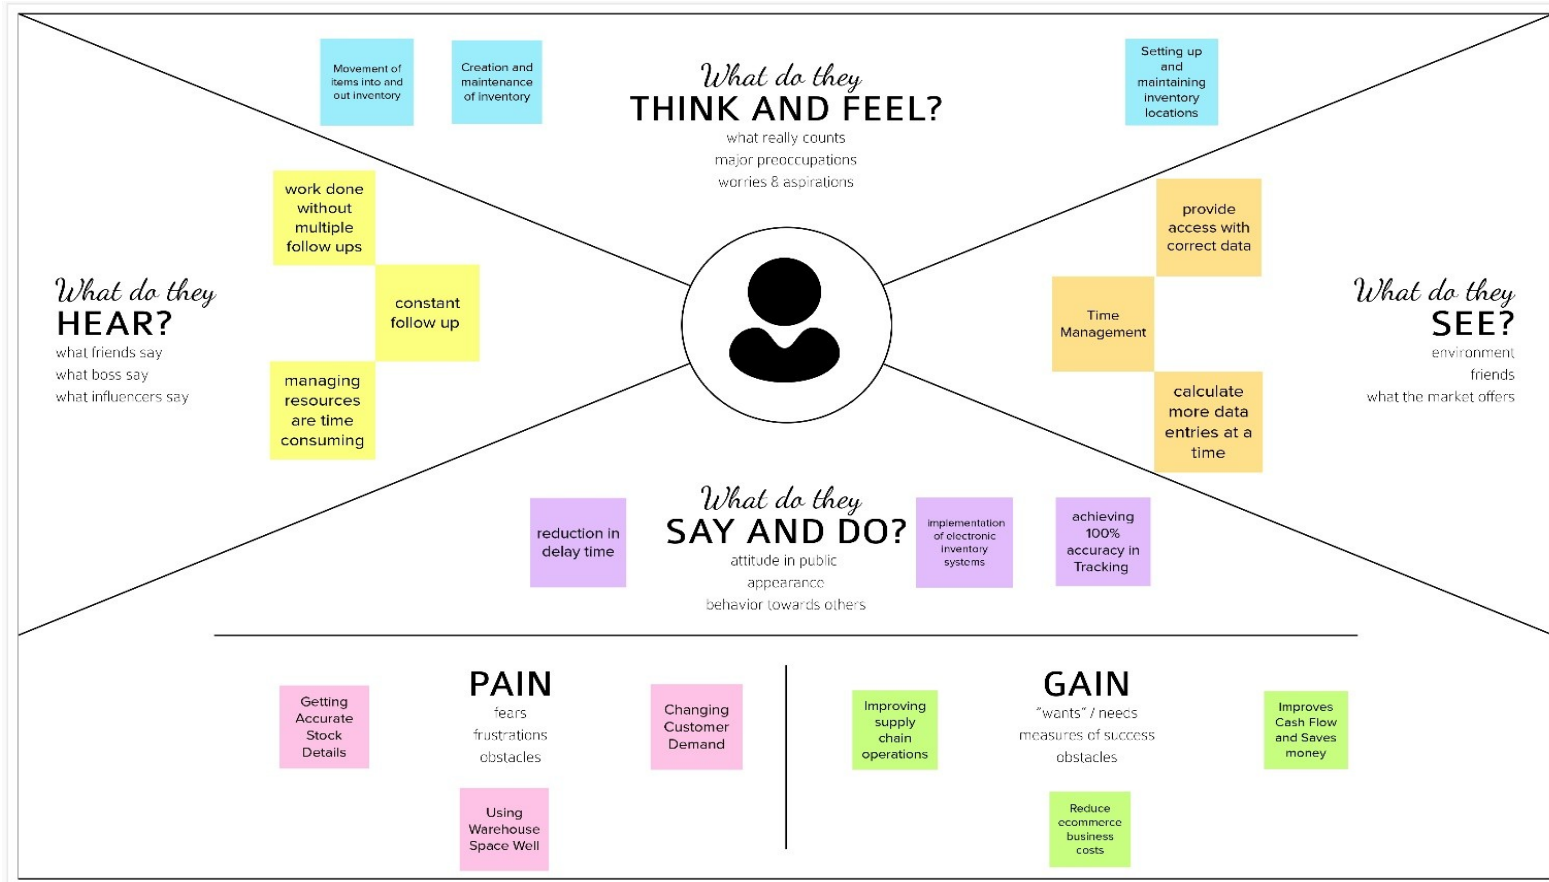 Movement of
items into and
out inventory
Creation and
maintenance
of inventory
What do they
THINK AND FEEL?
what really counts
major preoccupations
worries & aspirations
Setting up
and
maintaining
inventory
locations
What do they
HEAR?
what friends say
what boss say
what influencers say
work done
without
multiple
follow ups
constant
follow up
managing
resources
are time
consuming
provide
access with
correct data
Time
Management
calculate
more data
entries at a
time
What do they
SEE?
environment
friends
what the market offers
reduction in
delay time
What do they
SAY AND DO?
attitude in public
appearance
behavior towards others
implementation
of electronic
inventory
systems
achieving
100%
accuracy in
Tracking
Getting
Accurate
Stock
Details
PAIN
fears
frustrations
obstacles
Changing
Customer
Demand
Using
Warehouse
Space Well
Improving
supply
chain
operations
GAIN
"wants" / needs
measures of success
obstacles
Improves
Cash Flow
and Saves
money
Reduce
ecommerce
business
costs